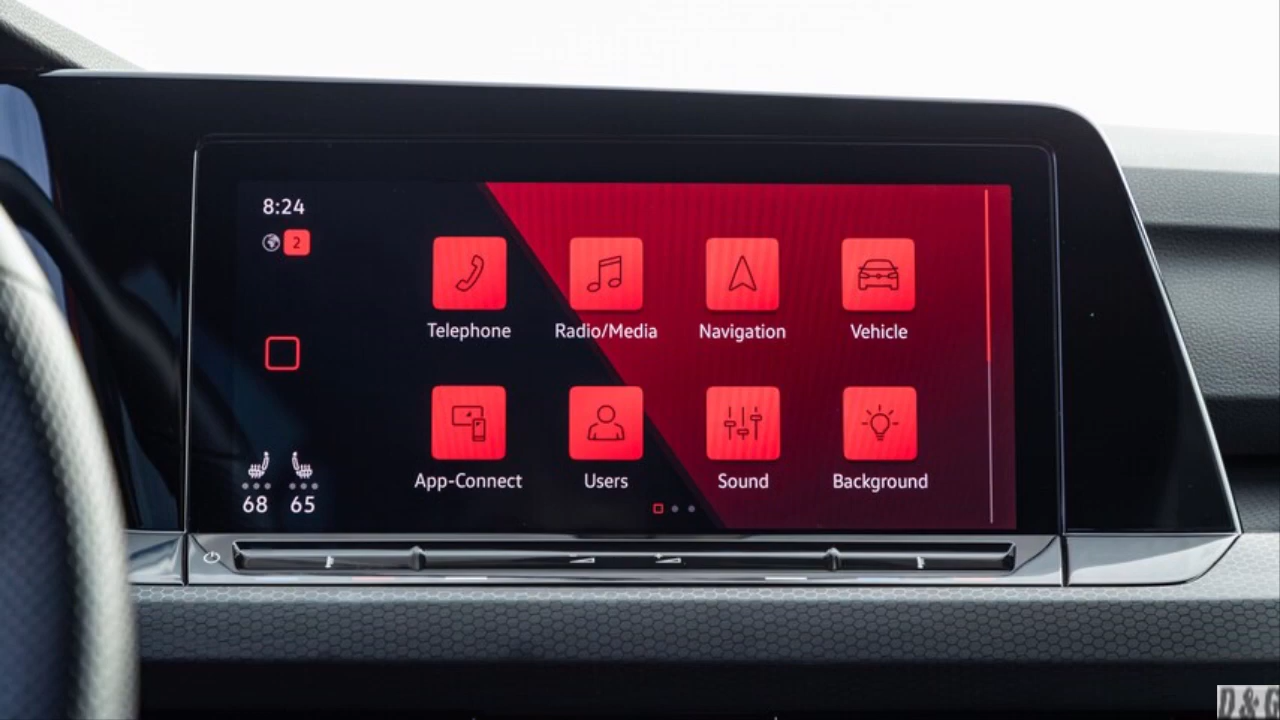 8:24
2
Telephone Radio/Media Navigation Vehicle
App-Connect Users Sound Background
68 65
D & G